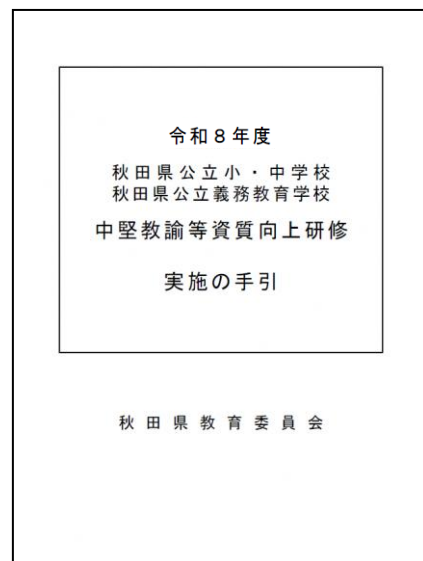 令和８年度
秋田県公立小・中学校
秋田県公立義務教育学校
中堅教諭等資質向上研修
実施の手引
秋田県教育委員会